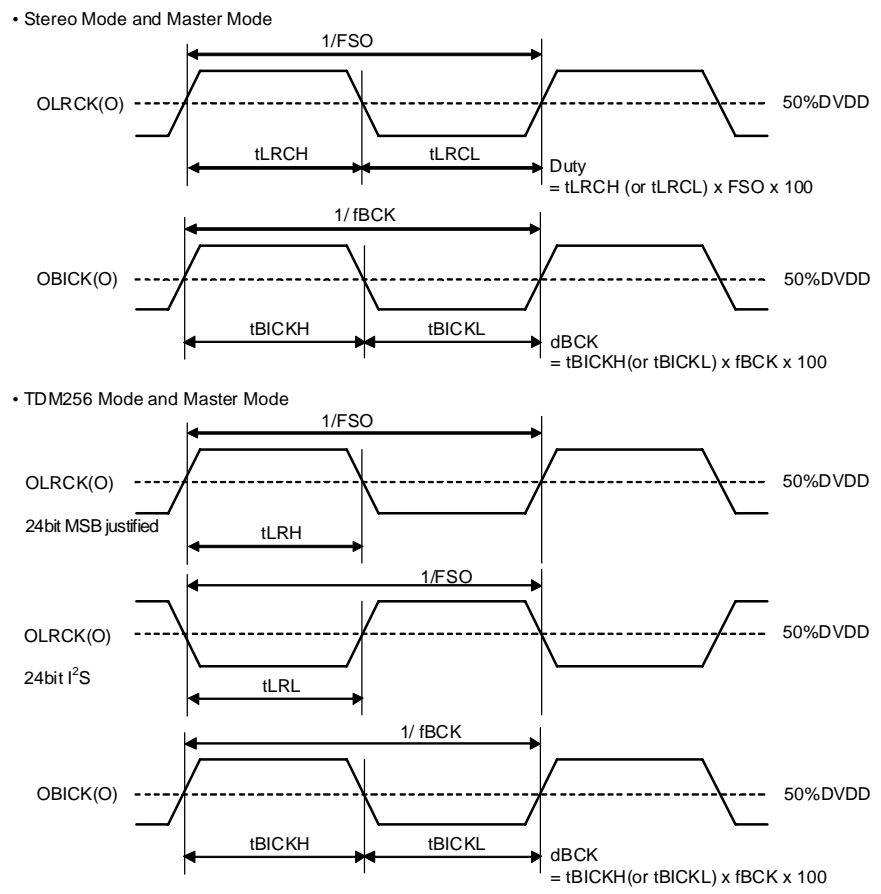 • Stereo Mode and Master Mode
1/FSO
OLRCK(O)
50%DVDD
tLRCH
tLRCL
Duty
= tLRCH (or tLRCL) x FSO x 100
1/ fBCK
OBICK(O)
50%DVDD
tBICKH
tBICKL
dBCK
= tBICKH(or tBICKL) x fBCK x 100
• TDM256 Mode and Master Mode
1/FSO
OLRCK(O)
50%DVDD
24bit MSB justified
tLRH
1/FSO
OLRCK(O)
50%DVDD
24bit I²S
tLRL
1/ fBCK
OBICK(O)
50%DVDD
tBICKH
tBICKL
dBCK
= tBICKH(or tBICKL) x fBCK x 100